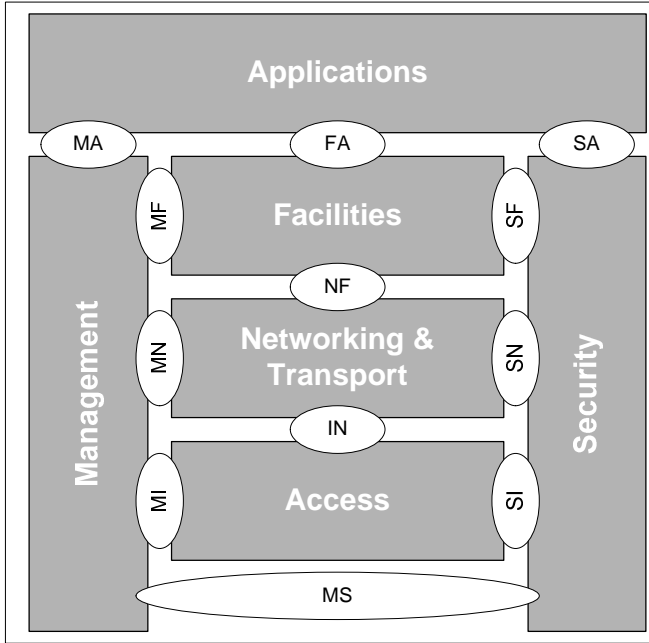 Applications
MA
FA
SA
MF
Facilities
SF
NF
Management
MN
Networking &
Transport
SN
Security
IN
MI
Access
SI
MS